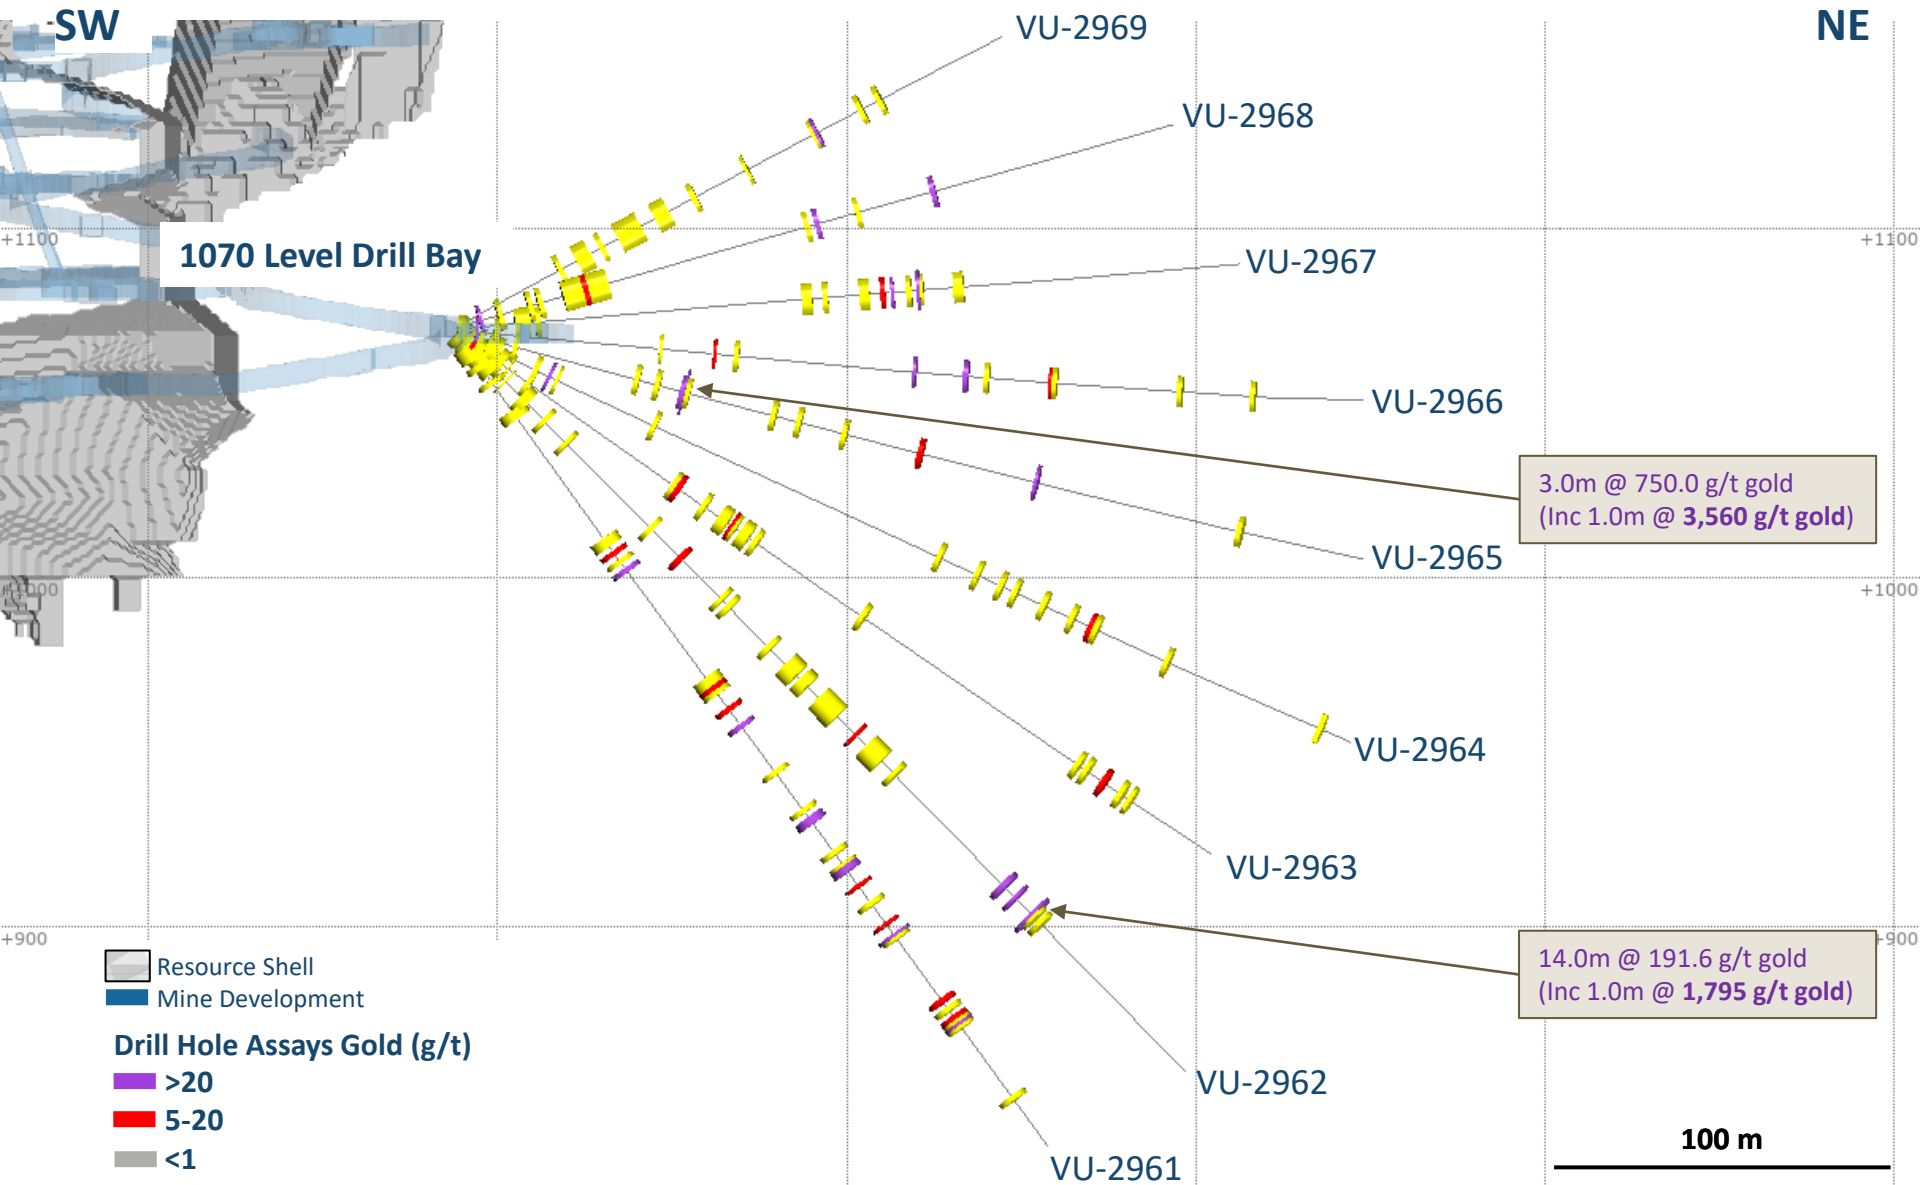 SW
NE
VU-2969
VU-2968
+1100
+1100
1070 Level Drill Bay
VU-2967
VU-2966
3.0m @ 750.0 g/t gold
(Inc 1.0m @ 3,560 g/t gold)
VU-2965
+1000
+1000
VU-2964
VU-2963
+900
+900
14.0m @ 191.6 g/t gold
(Inc 1.0m @ 1,795 g/t gold)
Resource Shell
Mine Development
Drill Hole Assays Gold (g/t)
>20
5-20
<1
VU-2962
VU-2961
100 m